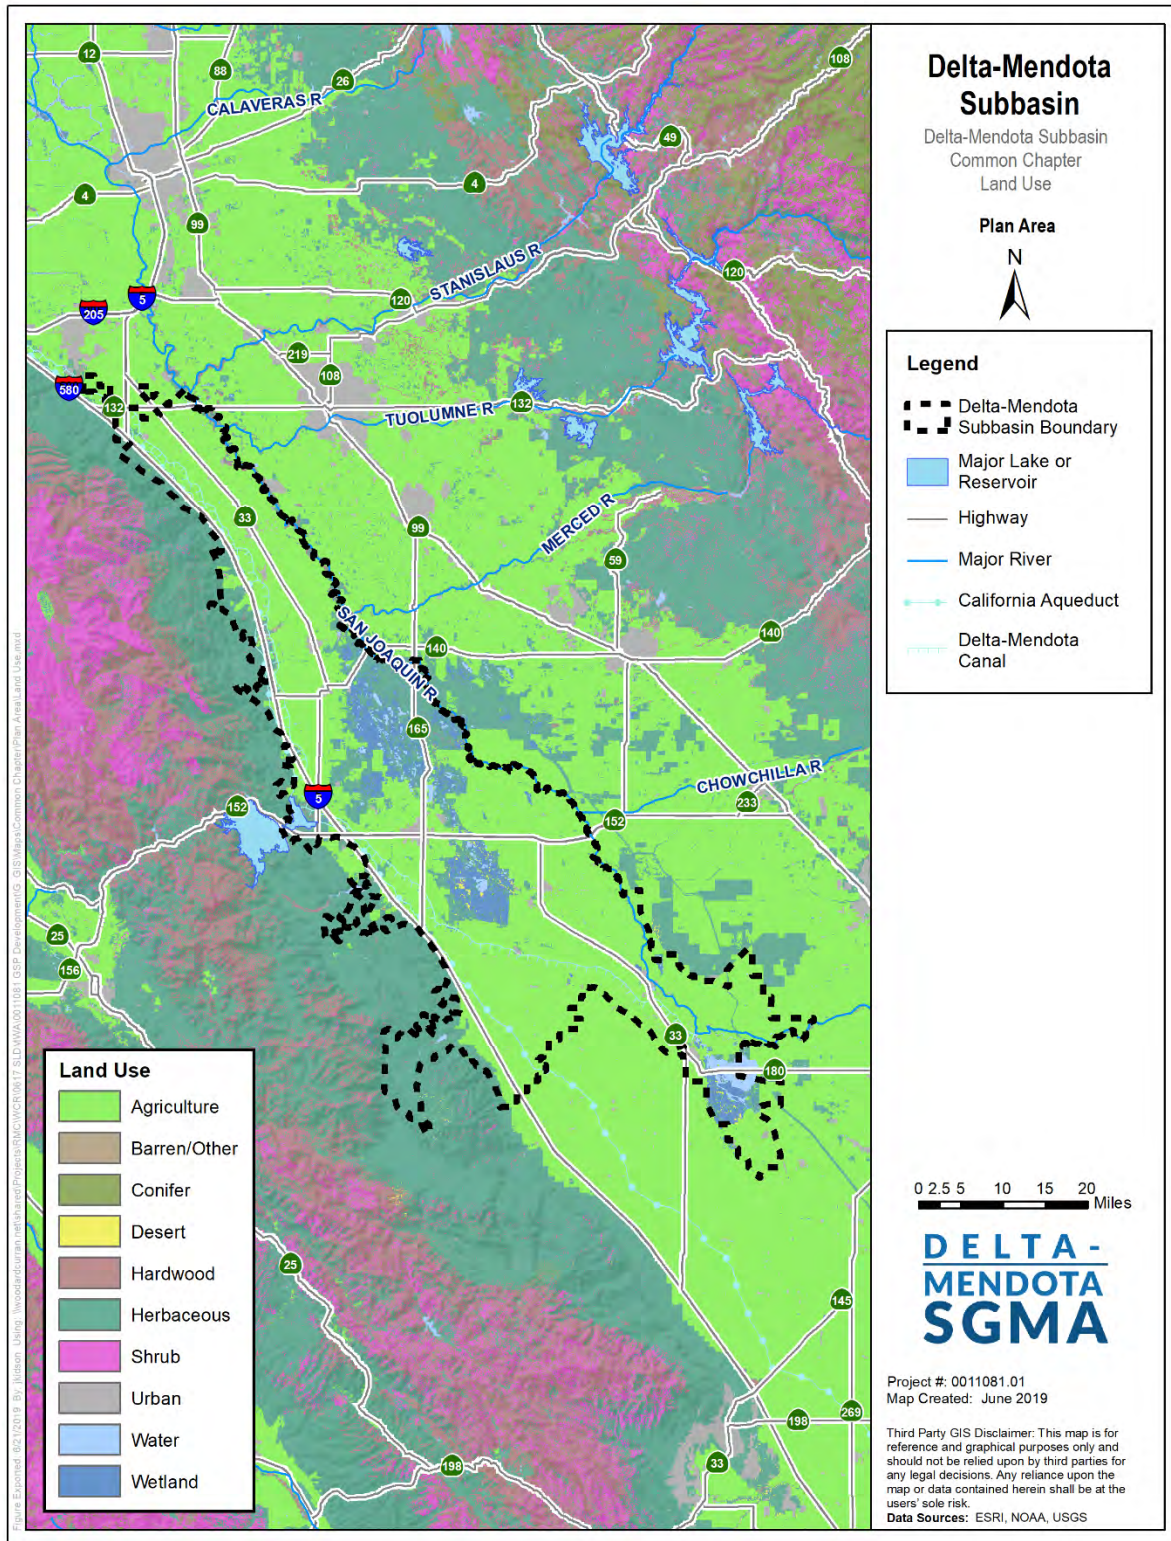 Delta-Mendota
Subbasin
Delta-Mendota Subbasin
Common Chapter
Land Use
Plan Area
N
Legend
Delta-Mendota
Subbasin Boundary
Major Lake or
Reservoir
Highway
Major River
California Aqueduct
Delta-Mendota
Canal
0 2.5 5 10 15 20
Miles
DELTA-
MENDOTA
SGMA
Project #: 0011081.01
Map Created: June 2019
Third Party GIS Disclaimer: This map is for
reference and graphical purposes only and
should not be relied upon by third parties for
any legal decisions. Any reliance upon the
map or data contained herein shall be at the
users' sole risk.
Data Sources: ESRI, NOAA, USGS
12
88
26
108
CALAVERAS R
49
4
4
99
STANISLAUS R
120
120
5
205
219
108
580
132
TUOLUMNE R
132
33
99
MERCED R
59
SAN JOAQUIN R
140
140
165
CHOWCHILLA R
233
5
152
152
25
156
33
180
25
145
198
269
33
198
Land Use
Agriculture
Barren/Other
Conifer
Desert
Hardwood
Herbaceous
Shrub
Urban
Water
Wetland